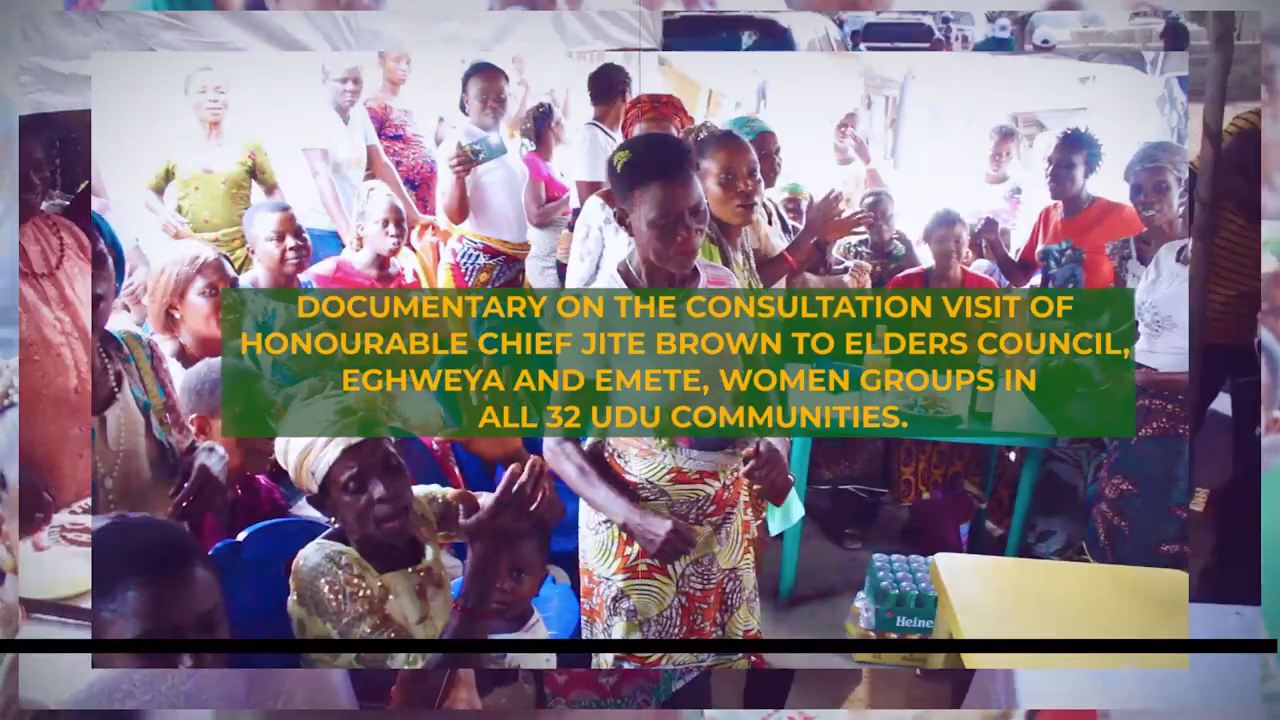 DOCUMENTARY ON THE CONSULTATION VISIT OF
HONOURABLE CHIEF JITE BROWN TO ELDERS COUNCIL,
EGHWEYA AND EMETE, WOMEN GROUPS IN
ALL 32 UDU COMMUNITIES.
Heine